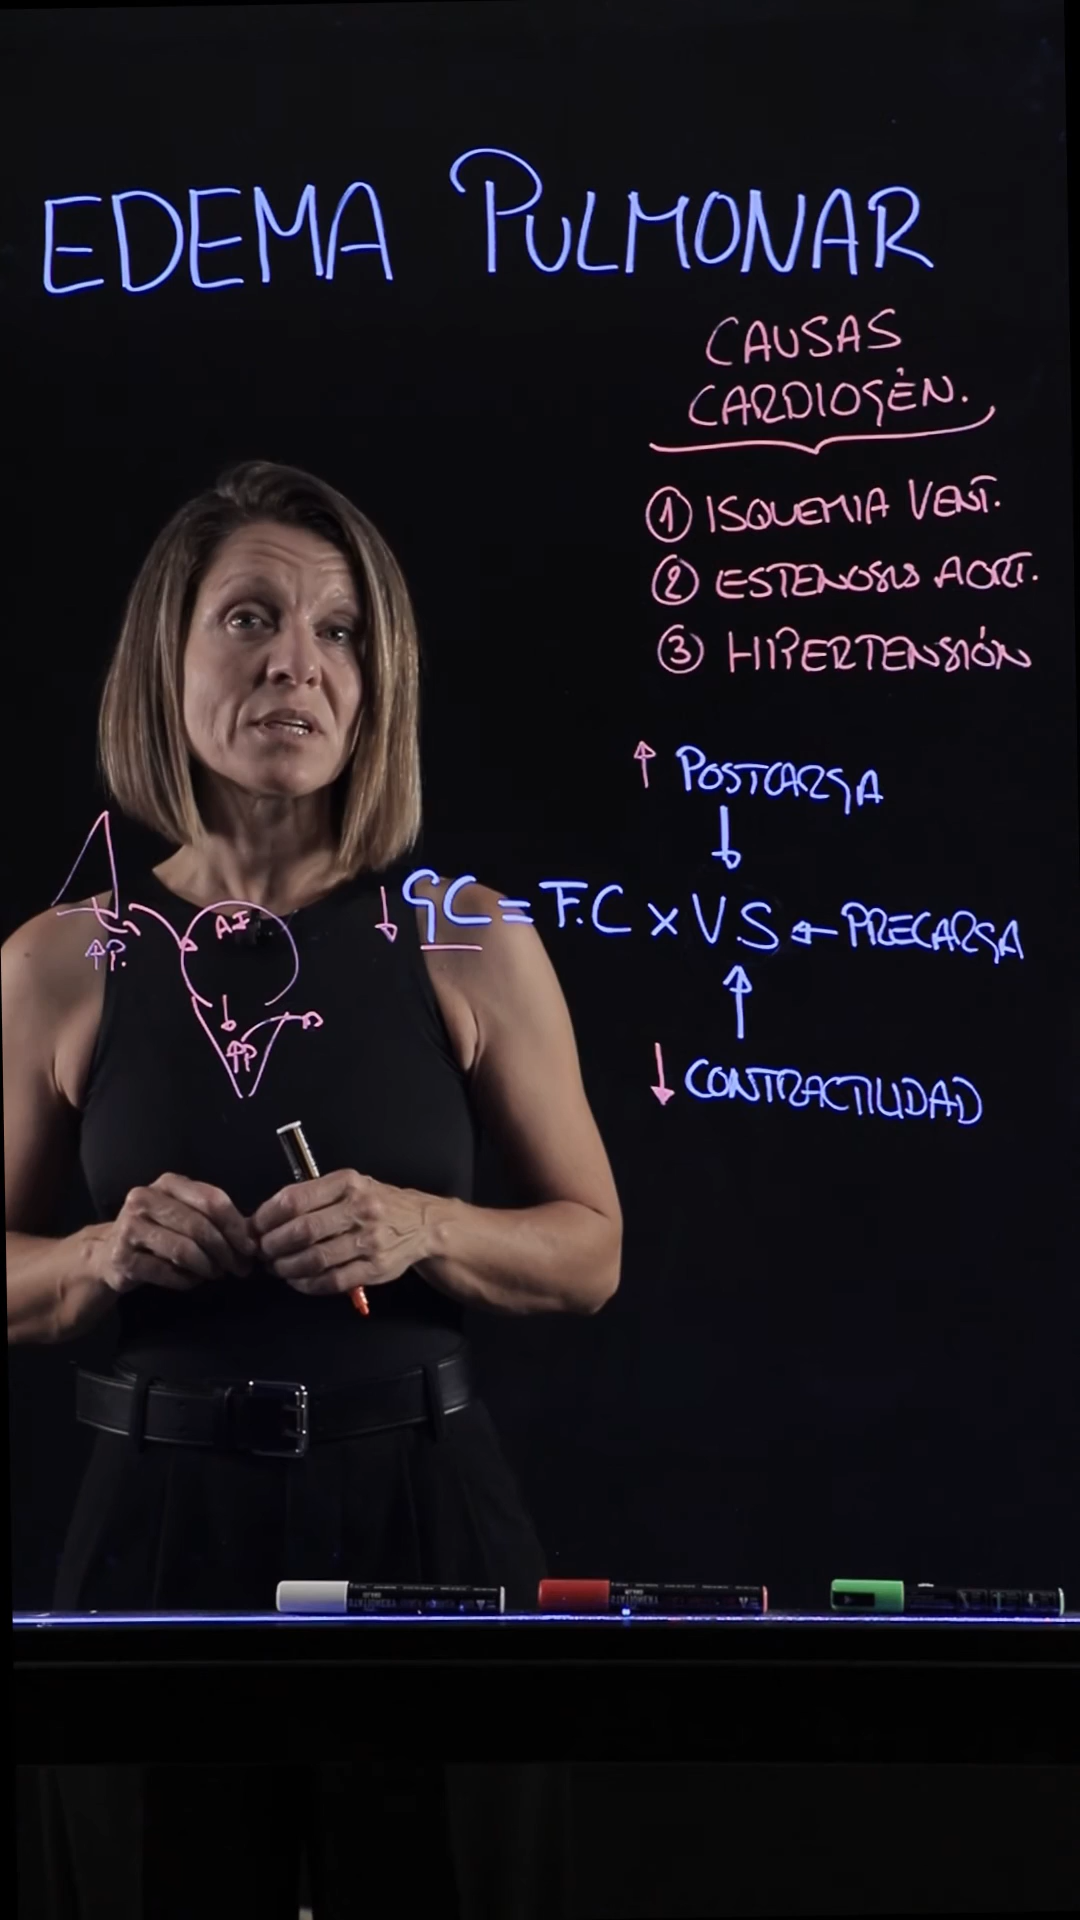 EDEMA PULMONAR
CAUSAS
CARDIOGÉN.
① ISQUEMIA VENT.
② ESTENOSIS AORT.
③ HIPERTENSIÓN
↑ POSTCARGA
↓
↓ GC = F.C x V.S ← PRECARGA
↑
↓ CONTRACTILIDAD
AI
↑P.
↑P